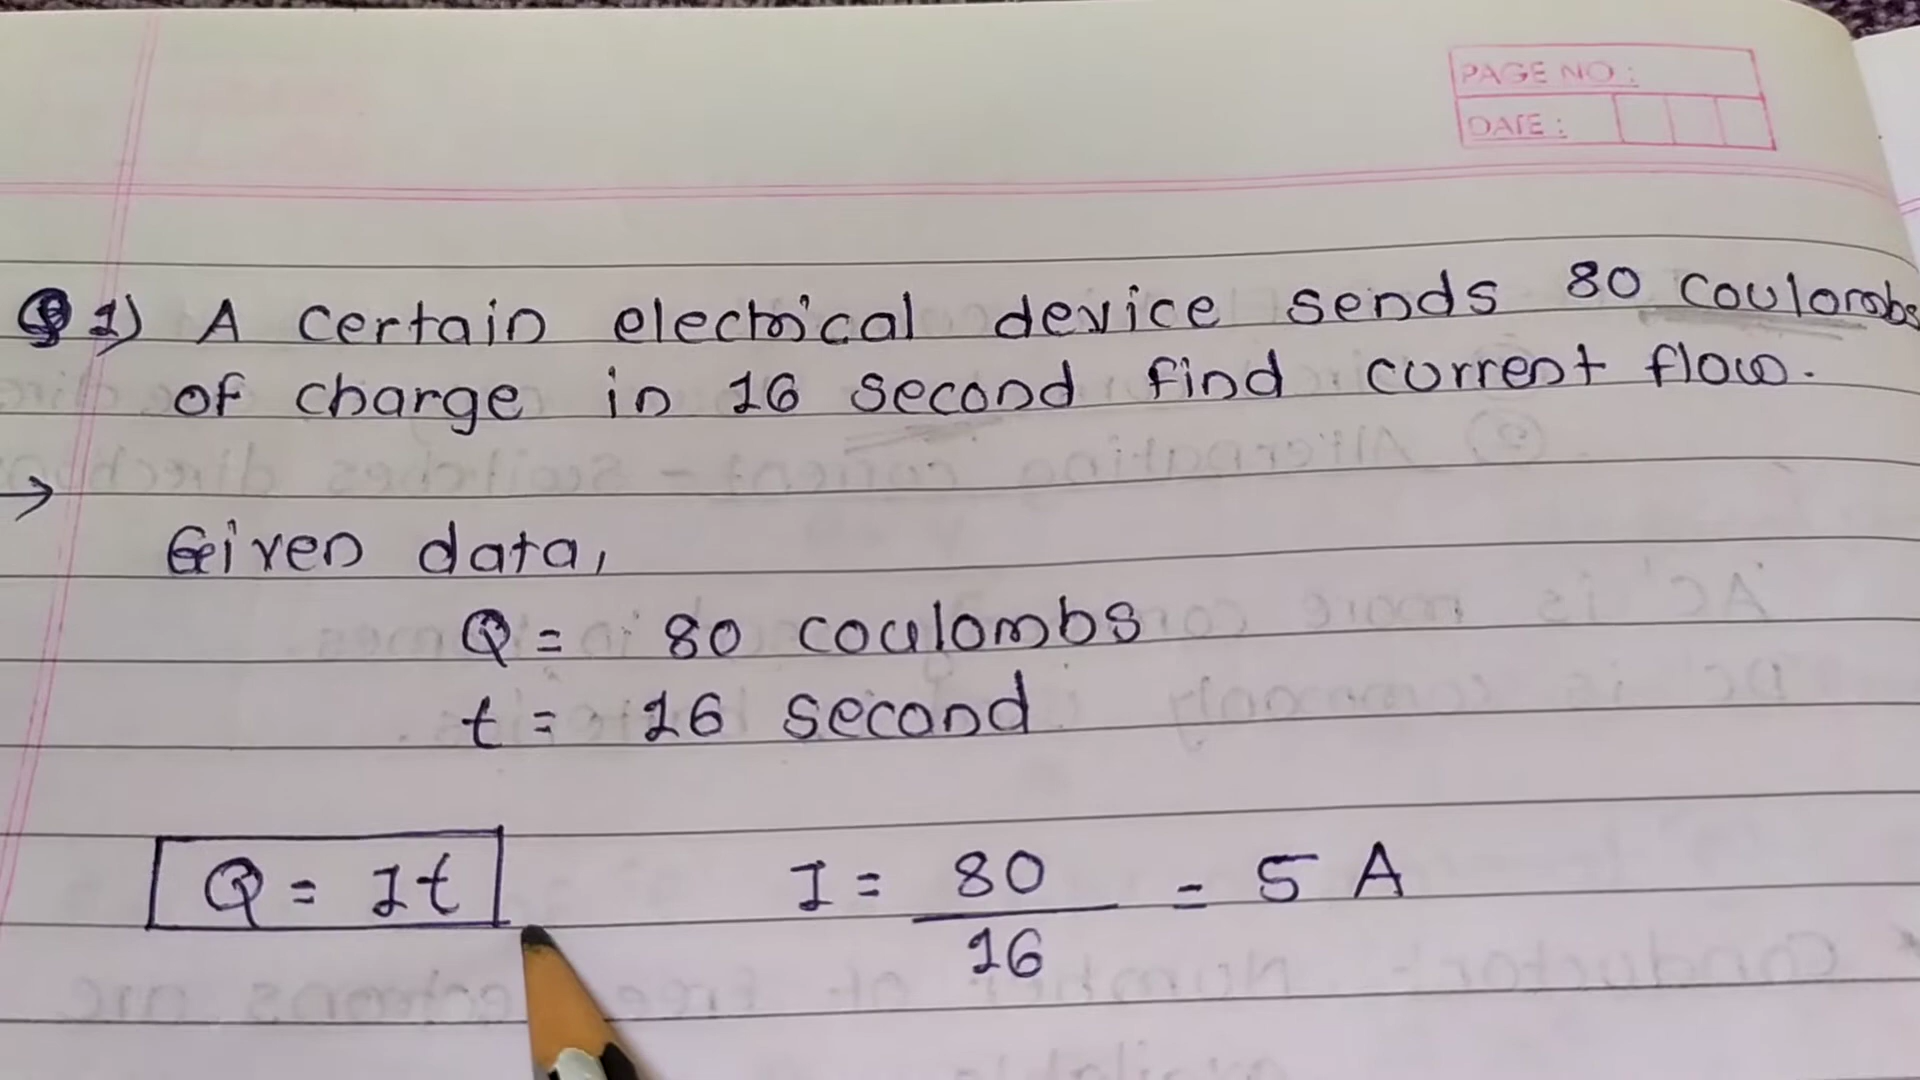 PAGE NO :
DATE :
Q 1) A certain electrical device sends 80 coulombs
of charge in 16 second find current flow.
→
Given data,
Q = 80 coulombs
t = 16 second
Q = It
I = 80/16 = 5 A